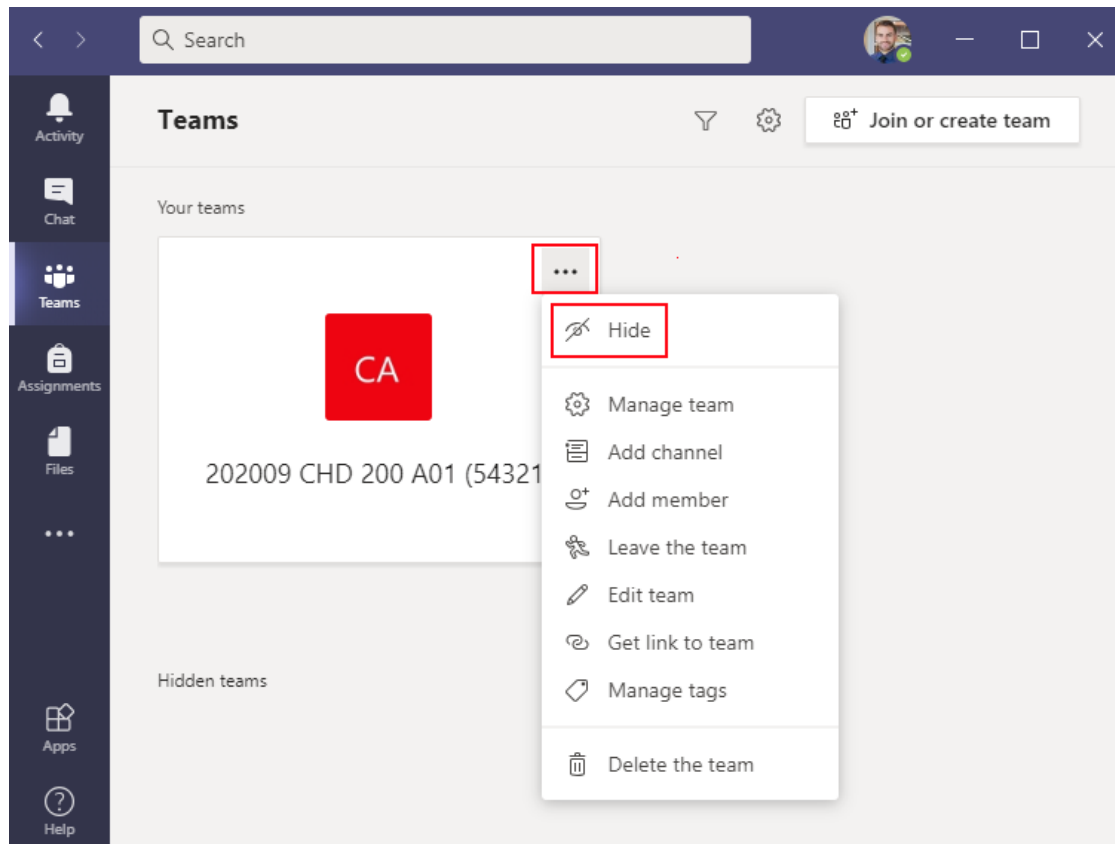 Search
Activity
Chat
Teams
Assignments
Files
Apps
Help
Teams
Join or create team
Your teams
CA
202009 CHD 200 A01 (54321
Hide
Manage team
Add channel
Add member
Leave the team
Edit team
Get link to team
Manage tags
Delete the team
Hidden teams